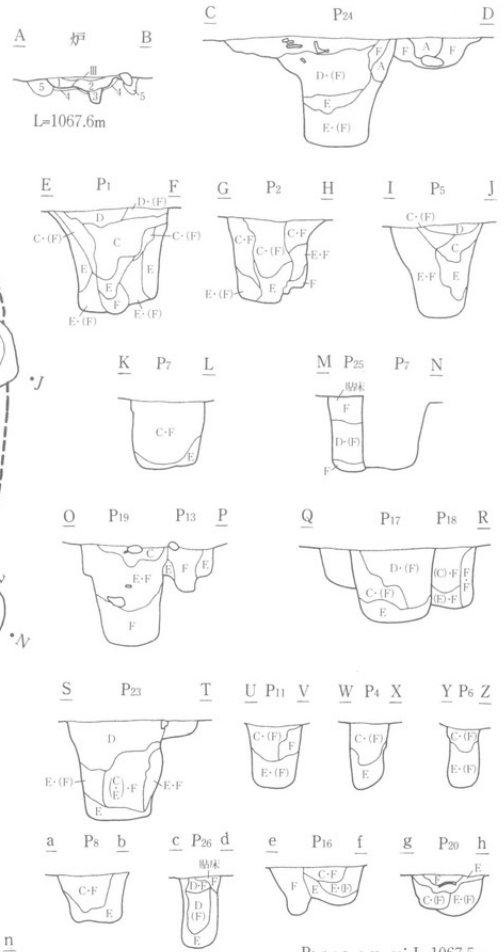 C P24 D
A 炉 B
F A F
D・(F) F A
Ⅲ
5 1 2 4 5
4 3
E
L=1067.6m
E・(F)
E P1 F G P2 H I P5 J
D・(F) C・(F)
D D
C・(F) C C・(F) C・F C・(F) C・F C
E・F
E E E・F E
E F
E・(F) E・(F) E・(F) E
K P7 L M P25 P7 N
貼床
J
F
C・F
D・(F)
E
F
O P19 P13 P Q P17 P18 R
C
E・F E F E D・(F) (C)・F F・F
C・(F) (E)・F
F E
N
S P23 T U P11 V W P4 X Y P6 Z
D C・(F) F C・(F) C・(F)
E・(F) (C・E)・F E・F E・(F) E E・(F)
E
a P8 b c P26 d e P16 f g P20 h
貼床
C・F D・E F C・F F E
E D(F) F E E・(F) C・(F) E・(F)
E
n